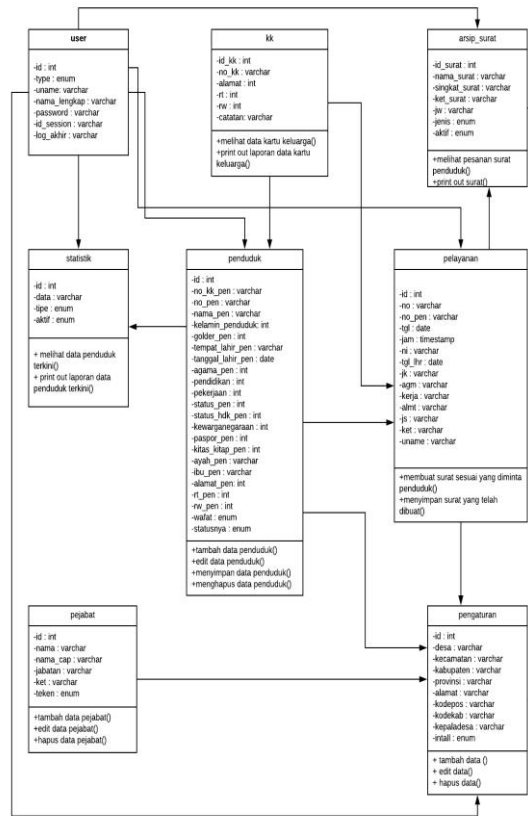 user
-id : int
-type : enum
-uname: varchar
-nama_lengkap : varchar
-password : varchar
-id_session : varchar
-log_akhir : varchar
kk
-id_kk : int
-no_kk : varchar
-alamat : int
-rt : int
-rw : int
-catatan: varchar
+melihat data kartu keluarga()
+print out laporan data kartu
keluarga()
arsip_surat
-id_surat : int
-nama_surat : varchar
-singkat_surat : varchar
-ket_surat : varchar
-jw : varchar
-jenis : enum
-aktif : enum
+melihat pesanan surat
penduduk()
+print out surat()
statistik
-id : int
-data : varchar
-tipe : enum
-aktif : enum
+ melihat data penduduk
terkini()
+ print out laporan data
penduduk terkini()
penduduk
-id : int
-no_kk_pen : varchar
-no_pen : varchar
-nama_pen : varchar
-kelamin_penduduk: int
-golder_pen : int
-tempat_lahir_pen : varchar
-tanggal_lahir_pen : date
-agama_pen : int
-pendidikan : int
-pekerjaan : int
-status_pen : int
-status_hdk_pen : int
-kewarganegaraan : int
-paspor_pen : int
-kitas_kitap_pen : int
-ayah_pen : varchar
-ibu_pen : varchar
-alamat_pen: int
-rt_pen : int
-rw_pen : int
-wafat : enum
-statusnya : enum
+tambah data penduduk()
+edit data penduduk()
+menyimpan data penduduk()
+menghapus data penduduk()
pelayanan
-id : int
-no : varchar
-no_pen : varchar
-tgl : date
-jam : timestamp
-ni : varchar
-tgl_lhr : date
-jk : varchar
-agm : varchar
-kerja : varchar
-almt : varchar
-js : varchar
-ket : varchar
-uname : varchar
+membuat surat sesuai yang diminta
penduduk()
+menyimpan surat yang telah
dibuat()
pejabat
-id : int
-nama : varchar
-nama_cap : varchar
-jabatan : varchar
-ket : varchar
-teken : enum
+tambah data pejabat()
+edit data pejabat()
+hapus data pejabat()
pengaturan
-id : int
-desa : varchar
-kecamatan : varchar
-kabupaten : varchar
-provinsi : varchar
-alamat : varchar
-kodepos : varchar
-kodekab : varchar
-kepaladesa : varchar
-intall : enum
+ tambah data ()
+ edit data()
+ hapus data()